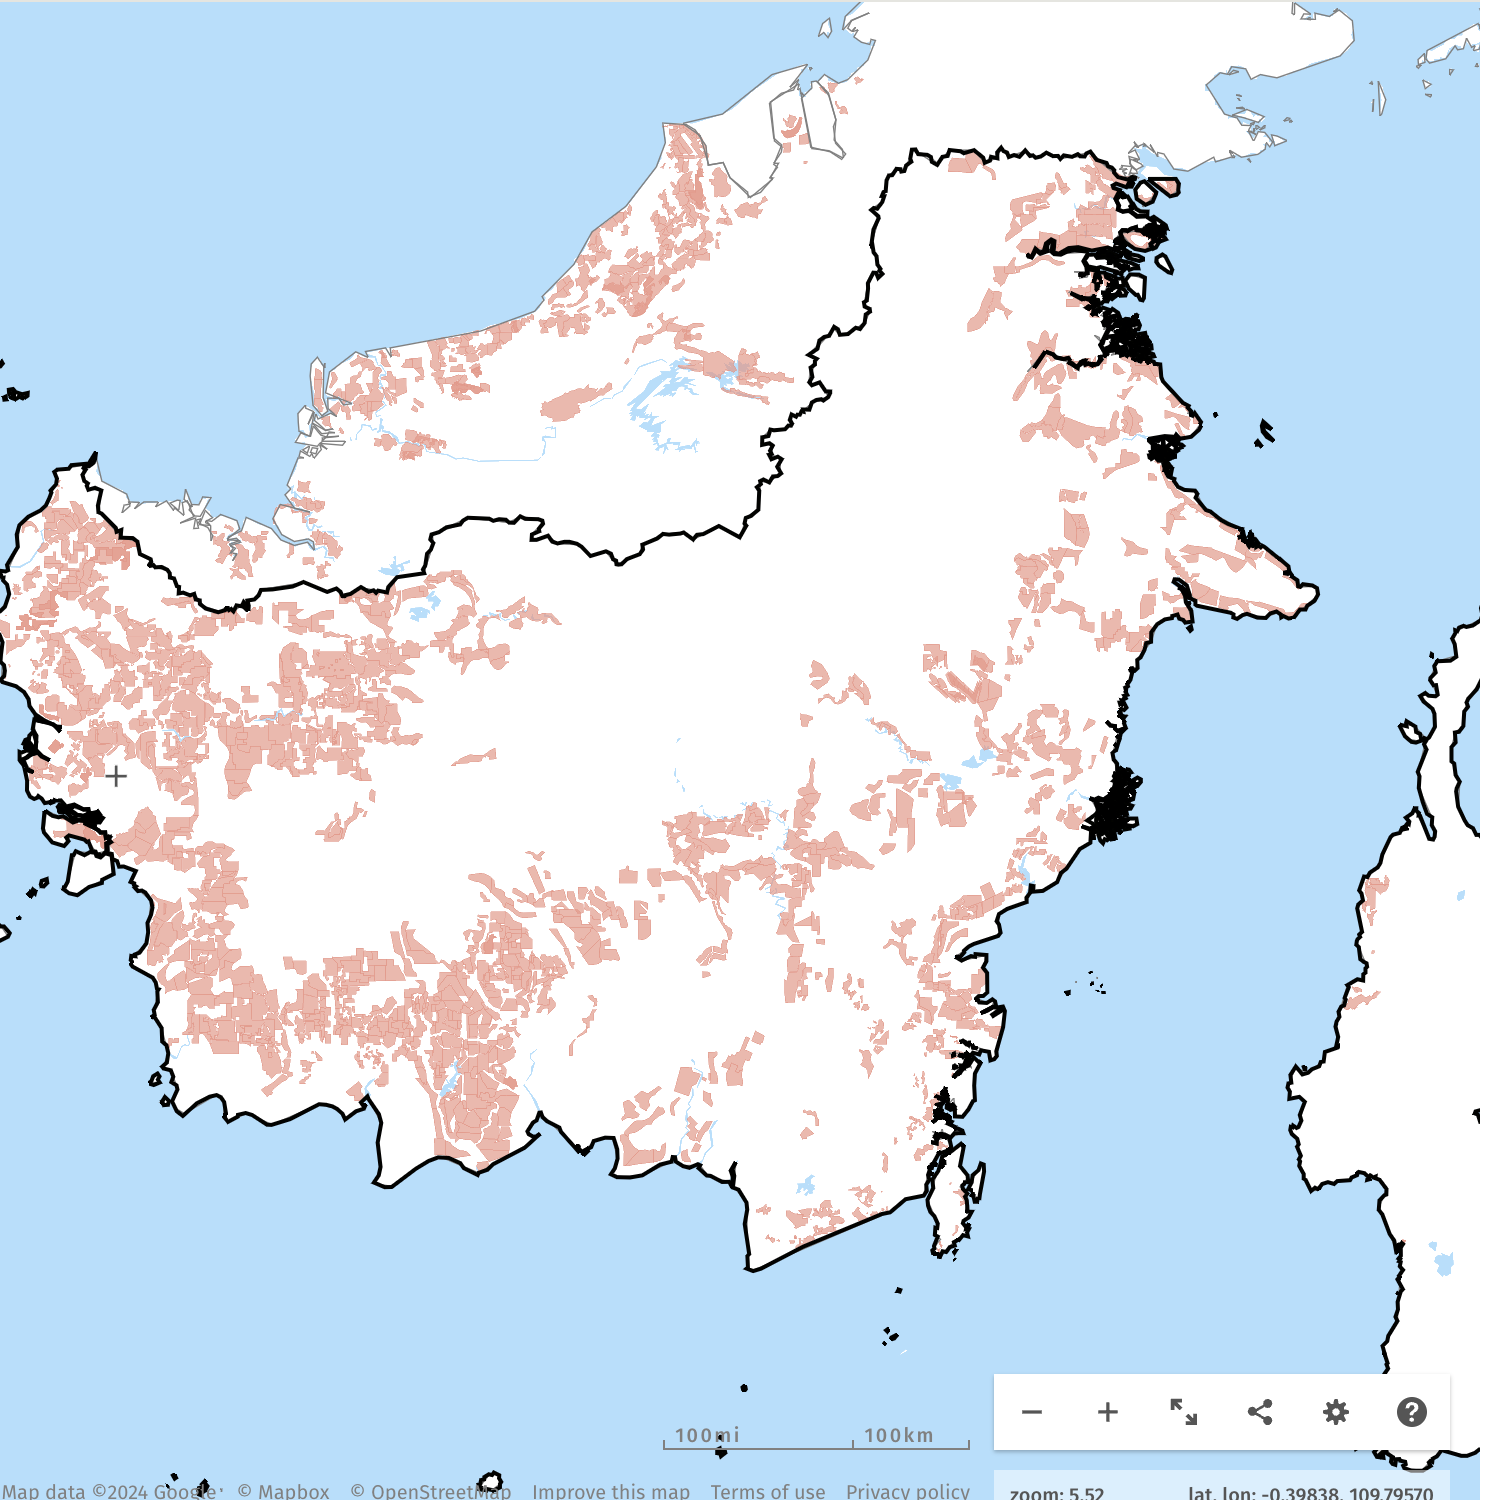 100mi 100km
Map data ©2024 Google © Mapbox © OpenStreetMap Improve this map Terms of use Privacy policy
zoom: 5.52 lat, lon: -0.39838, 109.79570